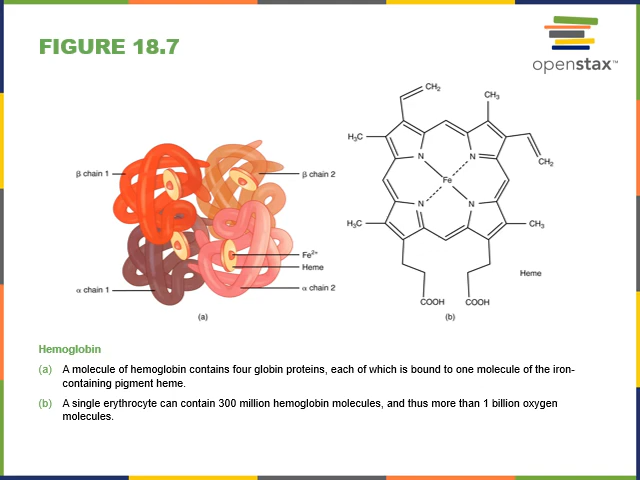 FIGURE 18.7
openstax™
β chain 1
β chain 2
Fe²⁺
Heme
α chain 1
α chain 2
(a)
CH₂
CH₃
H₃C
N
N
CH₂
Fe
N
N
H₃C
CH₃
Heme
COOH
COOH
(b)
Hemoglobin
(a) A molecule of hemoglobin contains four globin proteins, each of which is bound to one molecule of the iron-
containing pigment heme.
(b) A single erythrocyte can contain 300 million hemoglobin molecules, and thus more than 1 billion oxygen
molecules.